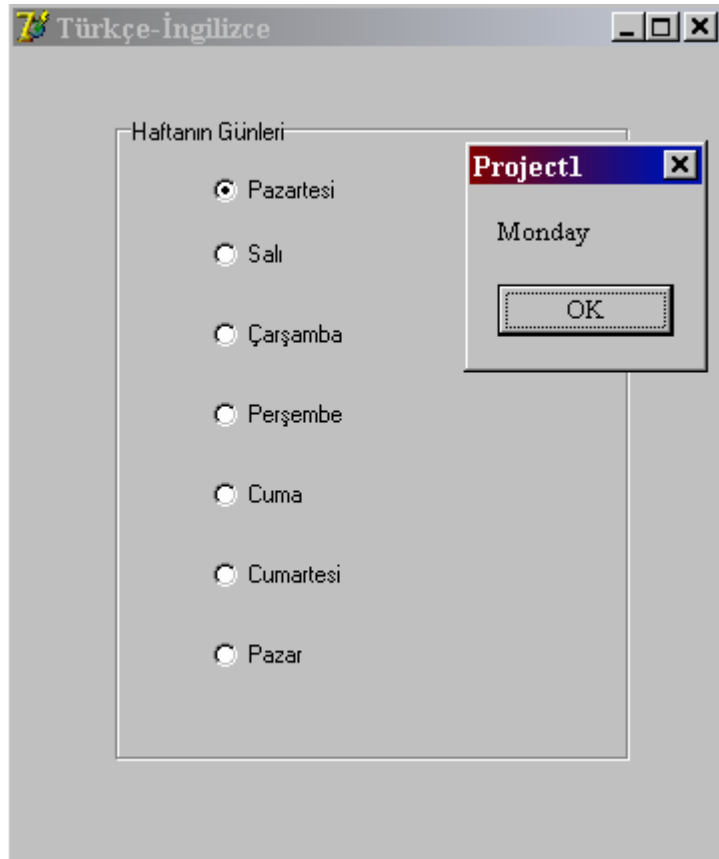 Türkçe-İngilizce
Haftanın Günleri
Project1
Pazartesi
Monday
Salı
OK
Çarşamba
Perşembe
Cuma
Cumartesi
Pazar